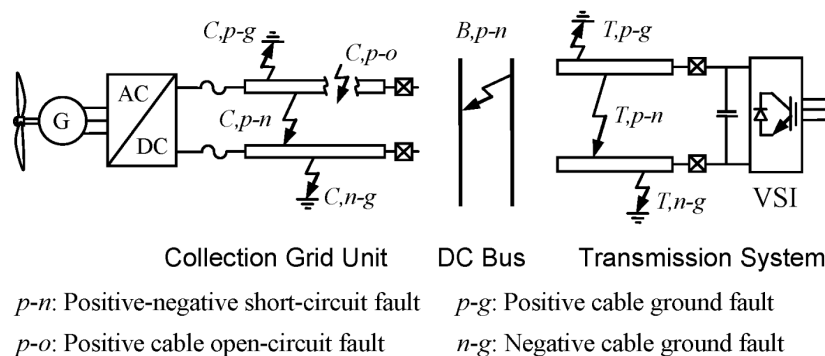 C,p-g
C,p-o
B,p-n
T,p-g
AC
DC
G
C,p-n
T,p-n
C,n-g
T,n-g
VSI
Collection Grid Unit
DC Bus
Transmission System
p-n: Positive-negative short-circuit fault
p-g: Positive cable ground fault
p-o: Positive cable open-circuit fault
n-g: Negative cable ground fault